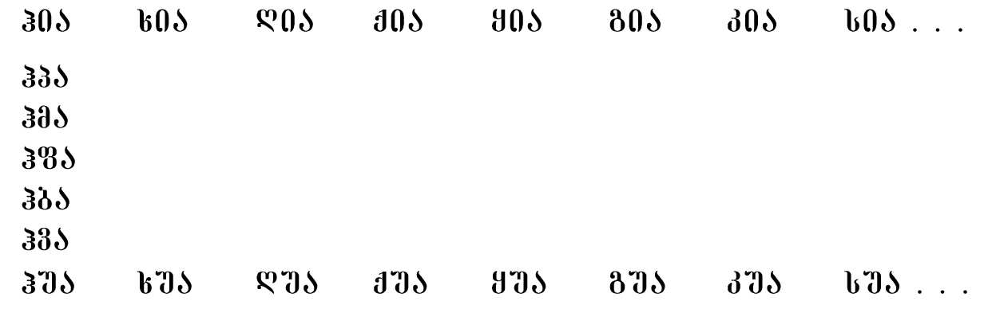 ჰია ხია ღია ქია ყია გია კია სია . . .
ჰპა
ჰმა
ჰფა
ჰბა
ჰვა
ჰუა ხუა ღუა ქუა ყუა გუა კუა სუა . . .